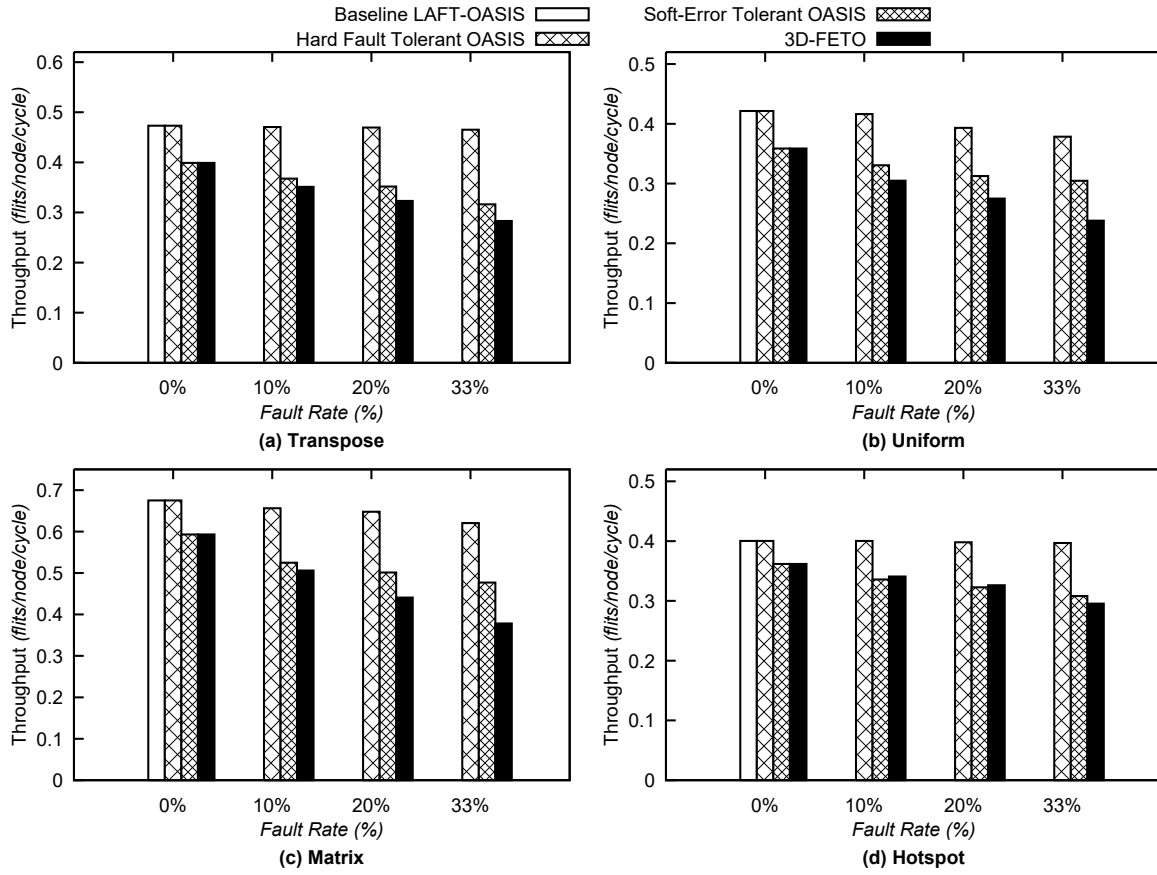 Baseline LAFT-OASIS
Hard Fault Tolerant OASIS
Soft-Error Tolerant OASIS
3D-FETO
Throughput (flits/node/cycle)
0.6
0.5
0.4
0.3
0.2
0.1
0
0% 10% 20% 33%
Fault Rate (%)
(a) Transpose
Throughput (flits/node/cycle)
0.5
0.4
0.3
0.2
0.1
0
0% 10% 20% 33%
Fault Rate (%)
(b) Uniform
Throughput (flits/node/cycle)
0.7
0.6
0.5
0.4
0.3
0.2
0.1
0
0% 10% 20% 33%
Fault Rate (%)
(c) Matrix
Throughput (flits/node/cycle)
0.5
0.4
0.3
0.2
0.1
0
0% 10% 20% 33%
Fault Rate (%)
(d) Hotspot